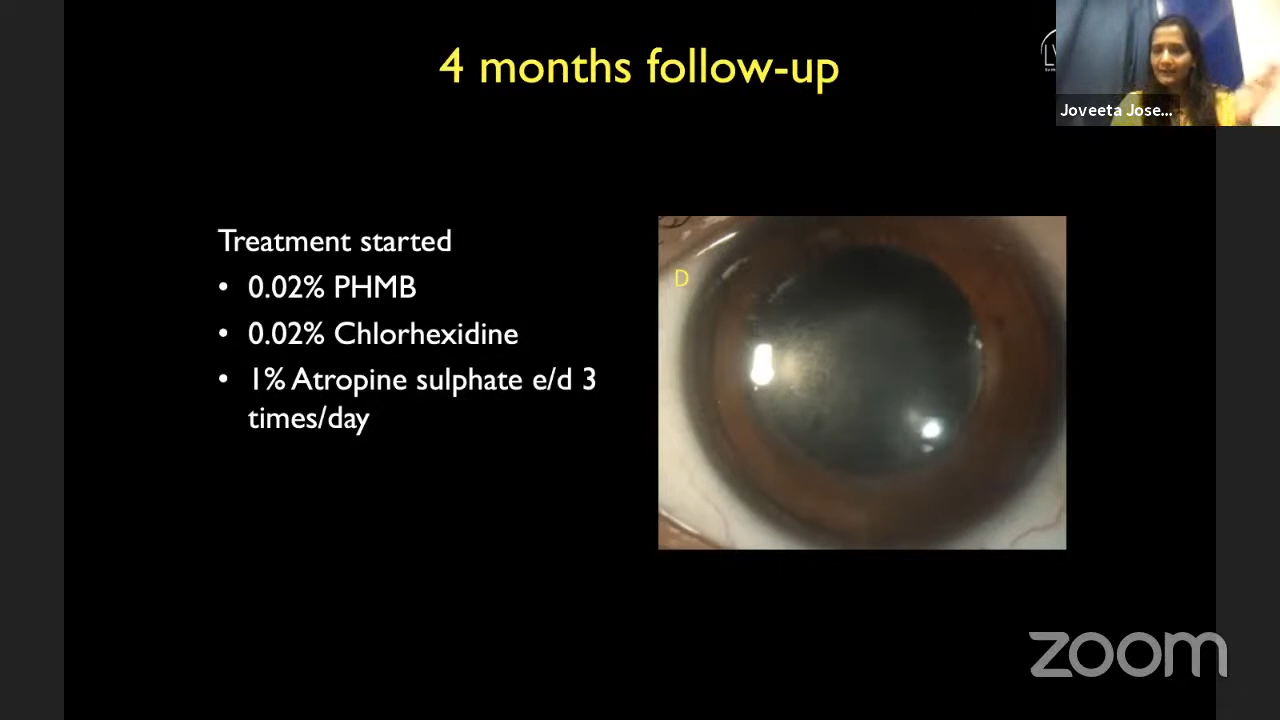 4 months follow-up
Joveeta Jose...
Treatment started
• 0.02% PHMB
• 0.02% Chlorhexidine
• 1% Atropine sulphate e/d 3
times/day
D
zoom